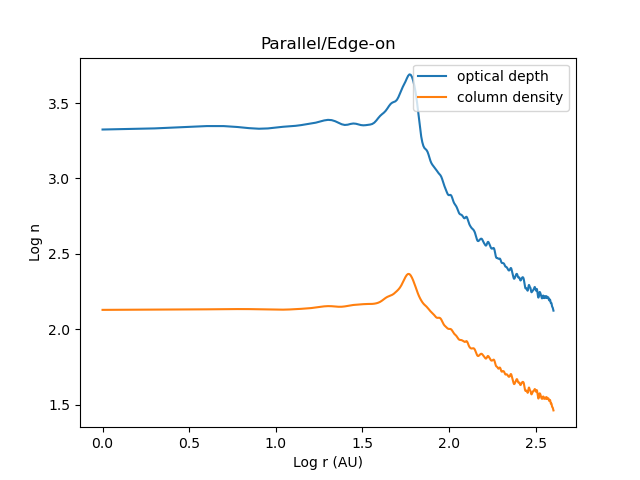 Parallel/Edge-on
optical depth
column density
3.5
3.0
2.5
2.0
1.5
Log n
0.0 0.5 1.0 1.5 2.0 2.5
Log r (AU)